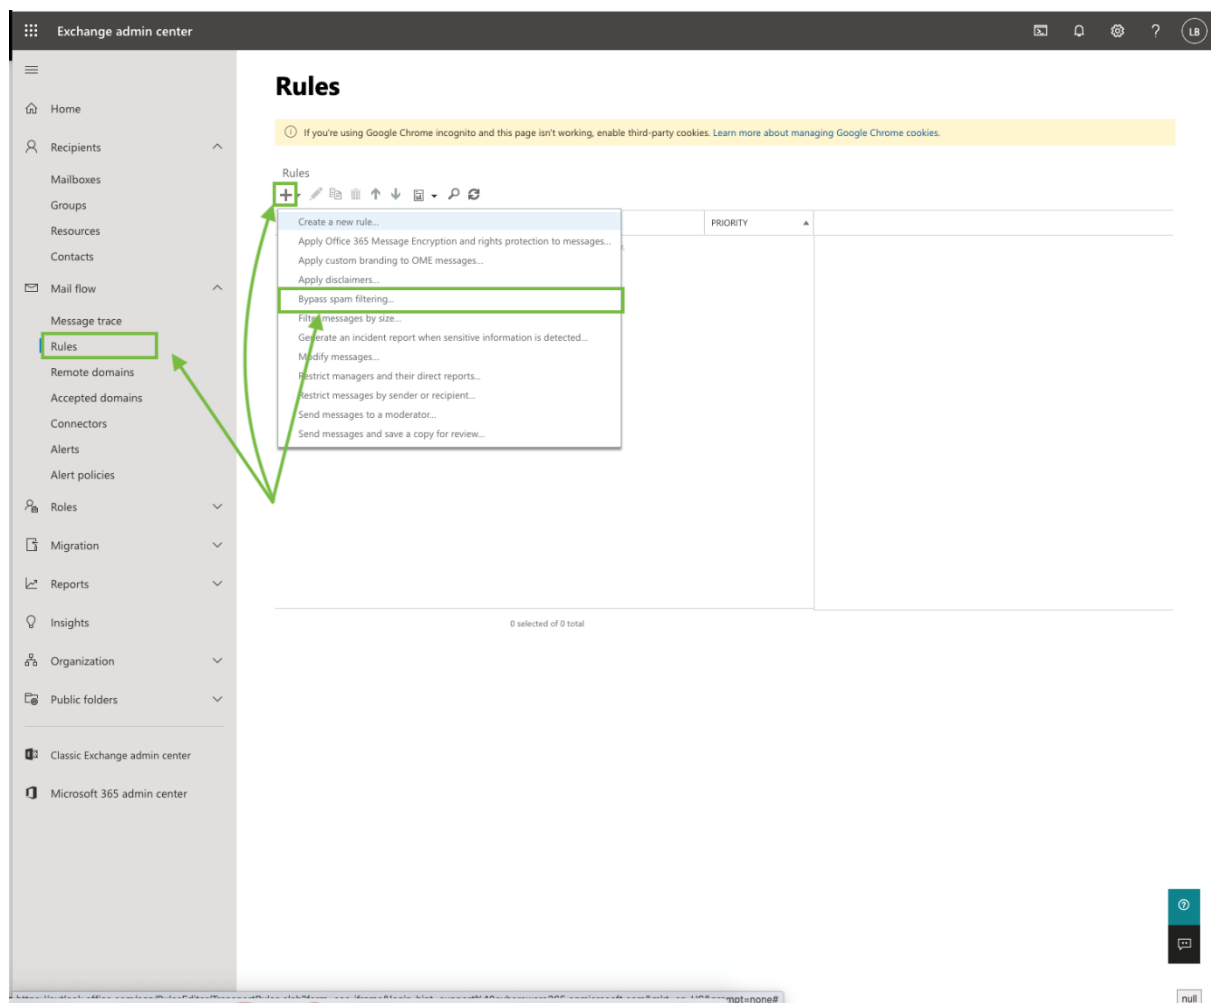 Exchange admin center
LB
Rules
If you're using Google Chrome incognito and this page isn't working, enable third-party cookies. Learn more about managing Google Chrome cookies.
Home
Recipients
Mailboxes
Groups
Resources
Contacts
Mail flow
Message trace
Rules
Remote domains
Accepted domains
Connectors
Alerts
Alert policies
Roles
Migration
Reports
Insights
Organization
Public folders
Classic Exchange admin center
Microsoft 365 admin center
Rules
PRIORITY
Create a new rule...
Apply Office 365 Message Encryption and rights protection to messages...
Apply custom branding to OME messages...
Apply disclaimers...
Bypass spam filtering...
Filter messages by size...
Generate an incident report when sensitive information is detected...
Modify messages...
Restrict managers and their direct reports...
Restrict messages by sender or recipient...
Send messages to a moderator...
Send messages and save a copy for review...
0 selected of 0 total
null